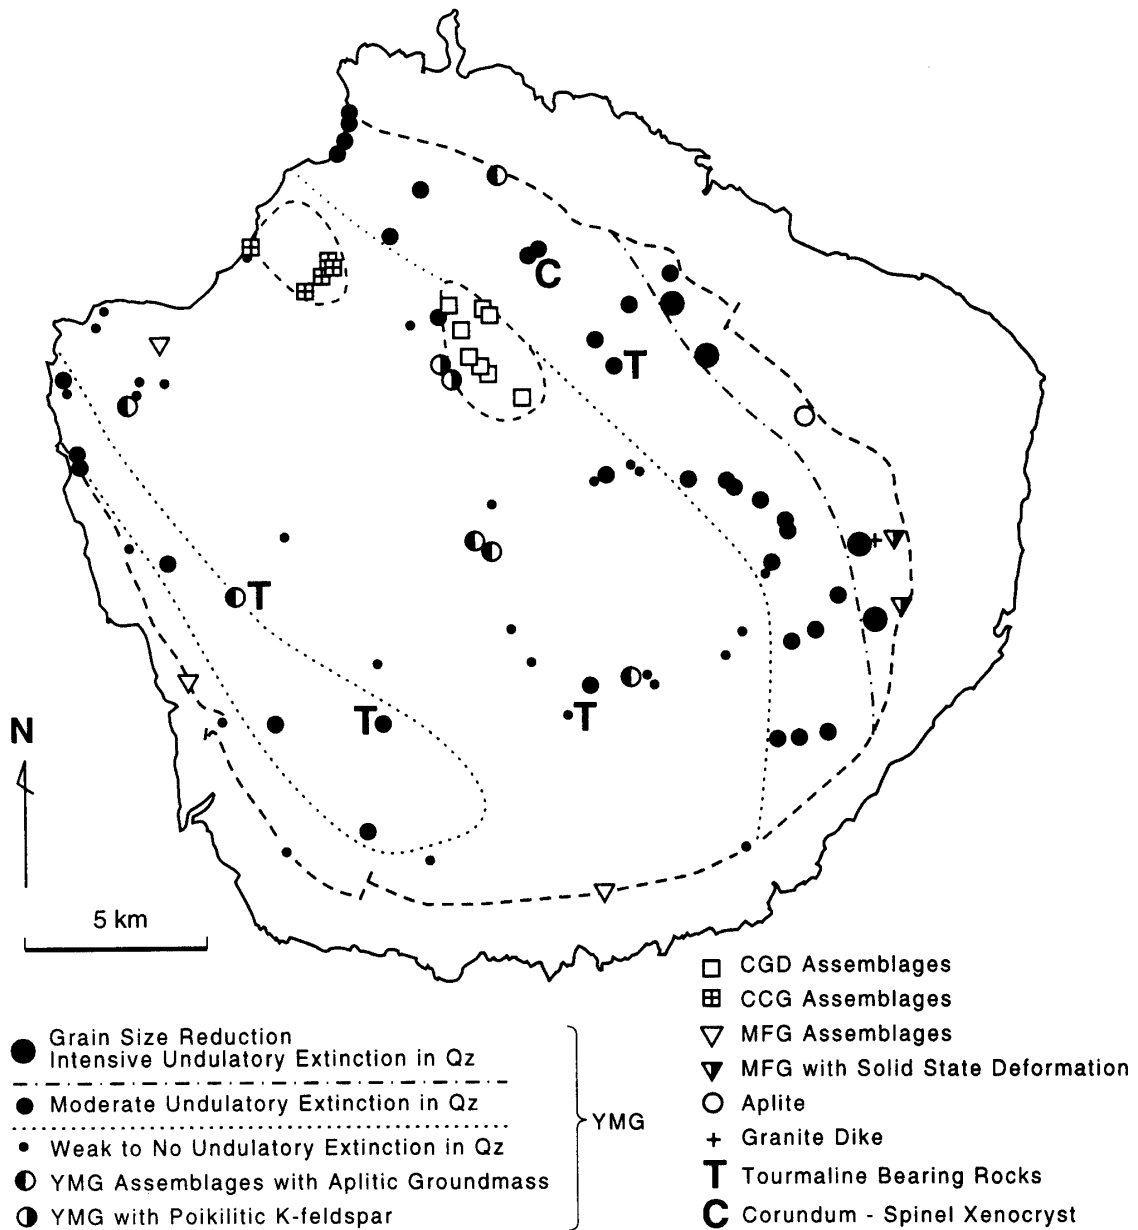 C
T
T
T
T
N
5 km
Grain Size Reduction
Intensive Undulatory Extinction in Qz
Moderate Undulatory Extinction in Qz
Weak to No Undulatory Extinction in Qz
YMG Assemblages with Aplitic Groundmass
YMG with Poikilitic K-feldspar
YMG
CGD Assemblages
CCG Assemblages
MFG Assemblages
MFG with Solid State Deformation
Aplite
Granite Dike
T Tourmaline Bearing Rocks
C Corundum - Spinel Xenocryst